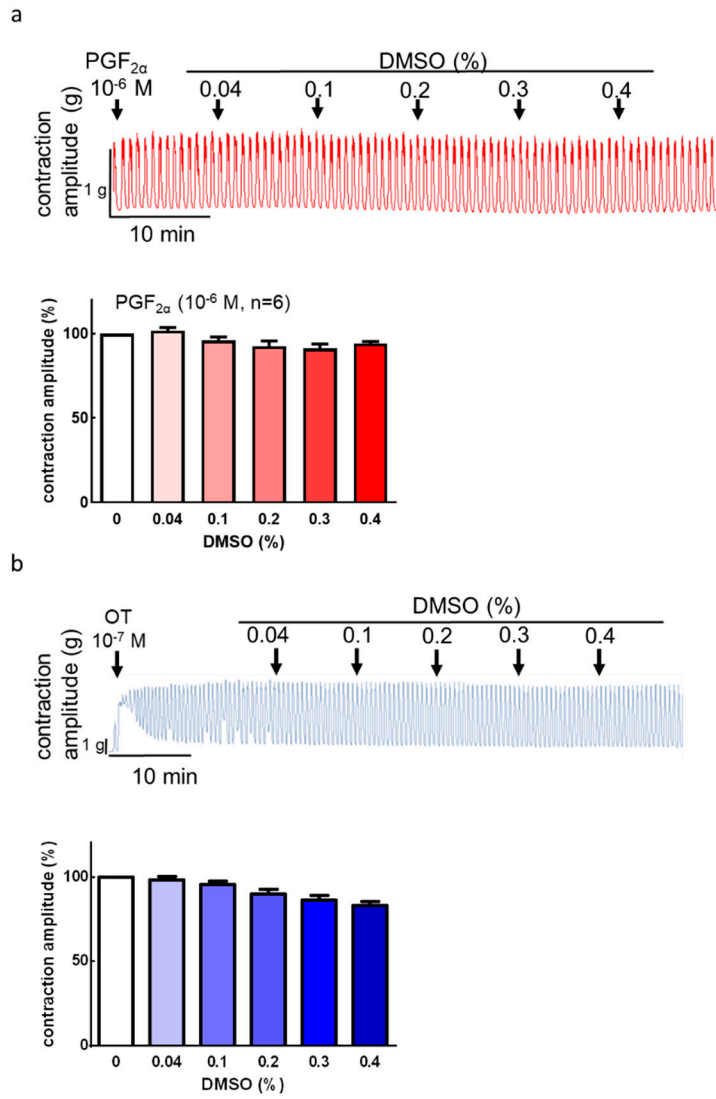 a
PGF2α
10-6 M
DMSO (%)
0.04 0.1 0.2 0.3 0.4
contraction
amplitude (g)
1 g
10 min
PGF2α (10-6 M, n=6)
contraction amplitude (%)
100
50
0
0 0.04 0.1 0.2 0.3 0.4
DMSO (%)
b
OT
10-7 M
DMSO (%)
0.04 0.1 0.2 0.3 0.4
contraction
amplitude (g)
1 g
10 min
contraction amplitude (%)
100
50
0
0 0.04 0.1 0.2 0.3 0.4
DMSO (%)